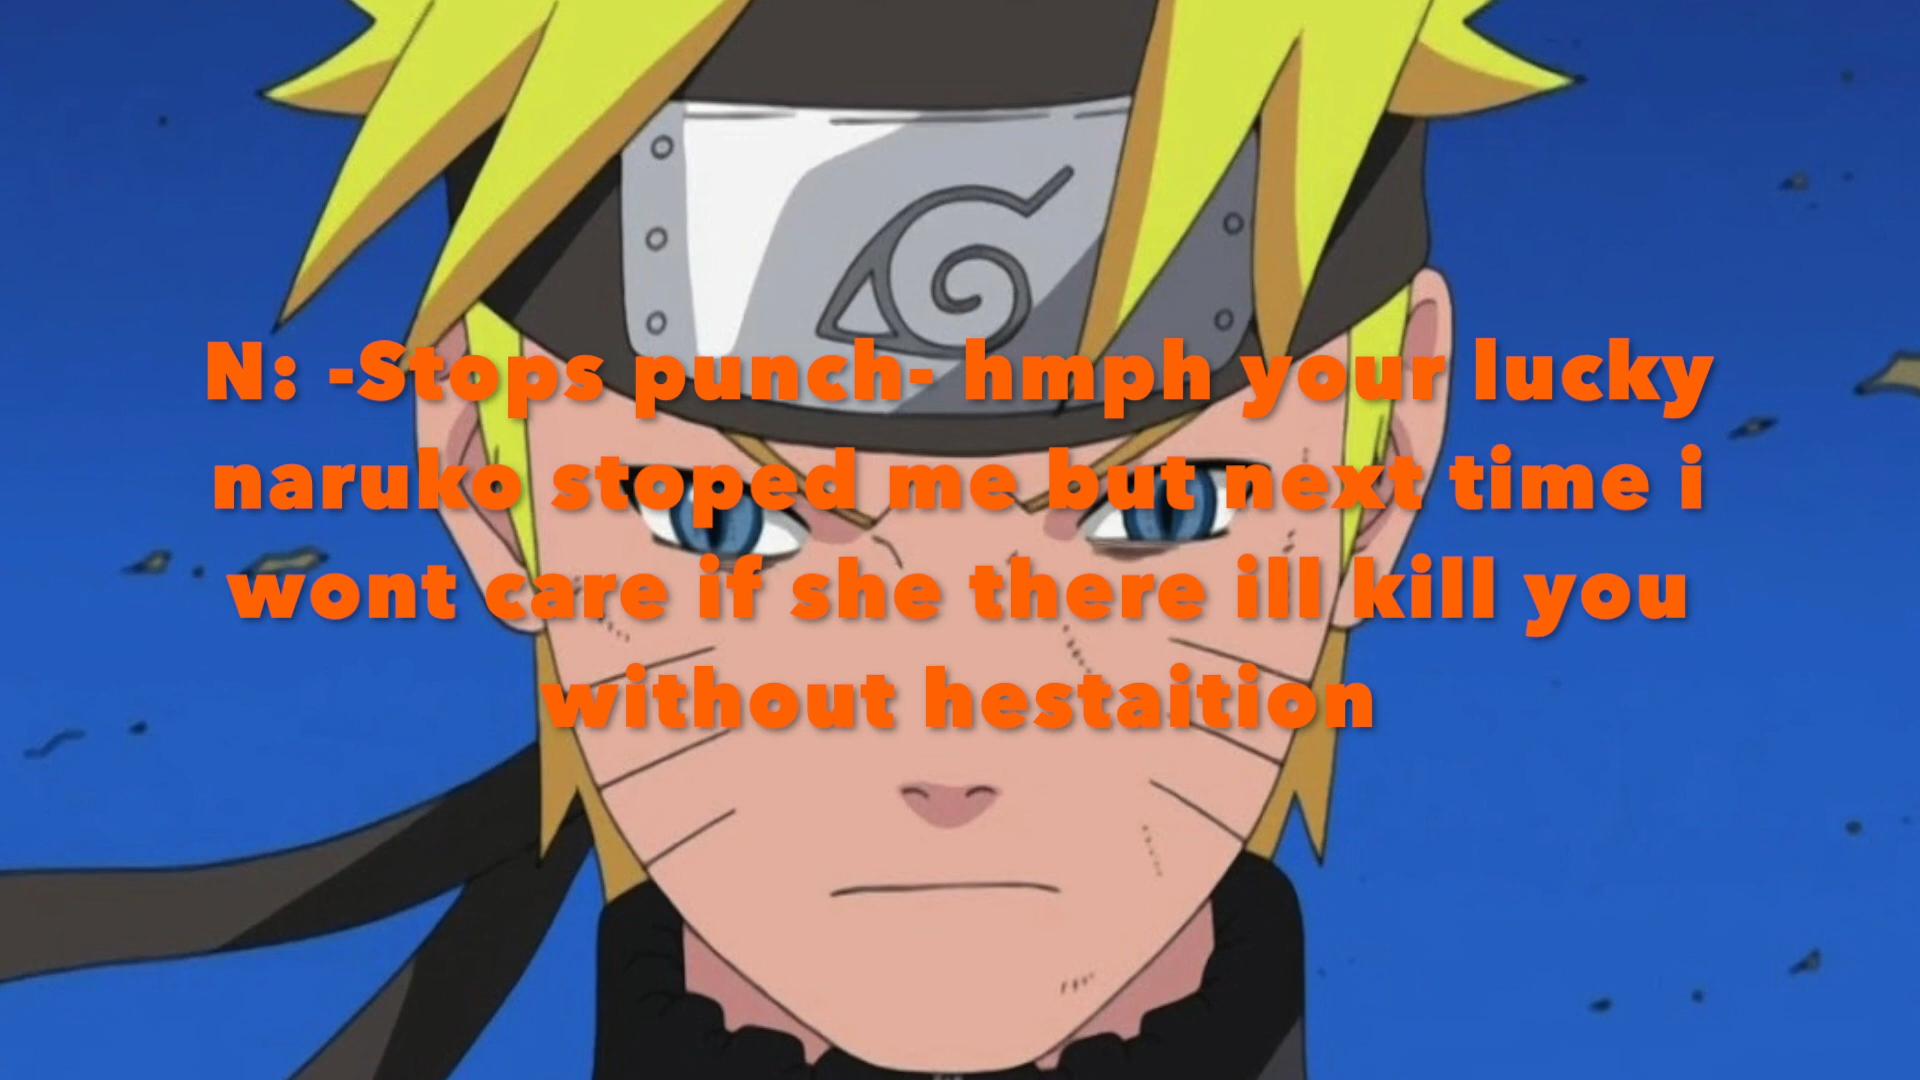 N: -Stops punch- hmph your lucky
naruko stoped me but next time i
wont care if she there ill kill you
without hestaition